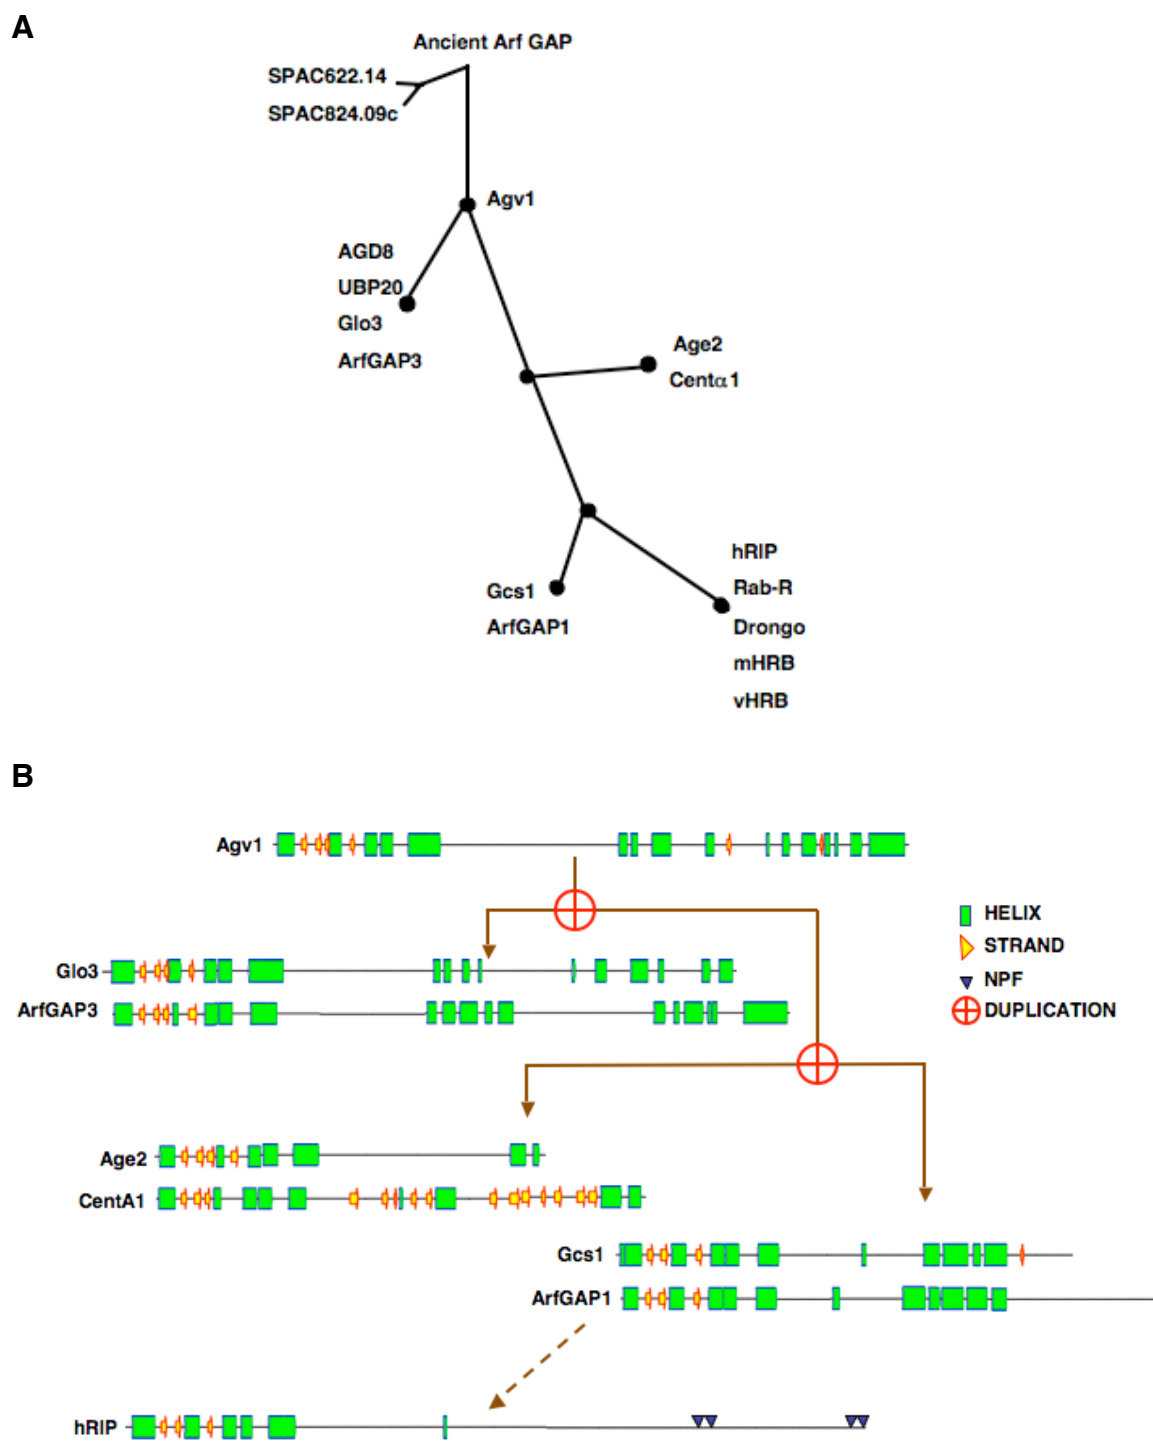 A
Ancient Arf GAP
SPAC622.14
SPAC824.09c
Agv1
AGD8
UBP20
Glo3
ArfGAP3
Age2
Centα1
hRIP
Gcs1
Rab-R
ArfGAP1
Drongo
mHRB
vHRB
B
Agv1
HELIX
STRAND
NPF
DUPLICATION
Glo3
ArfGAP3
Age2
CentA1
Gcs1
ArfGAP1
hRIP